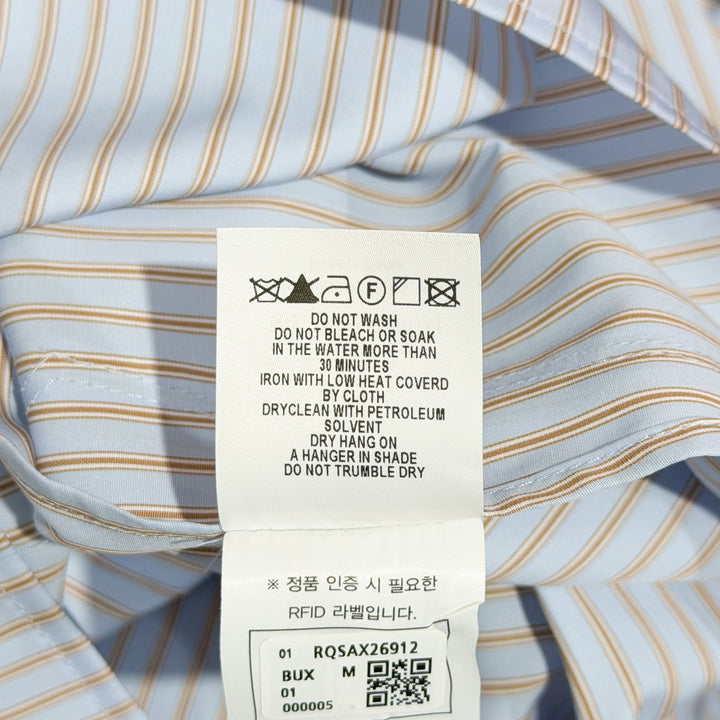 F
DO NOT WASH
DO NOT BLEACH OR SOAK
IN THE WATER MORE THAN
30 MINUTES
IRON WITH LOW HEAT COVERD
BY CLOTH
DRYCLEAN WITH PETROLEUM
SOLVENT
DRY HANG ON
A HANGER IN SHADE
DO NOT TRUMBLE DRY
※ 정품 인증 시 필요한
RFID 라벨입니다.
01 RQSAX26912
BUX M
01
000005